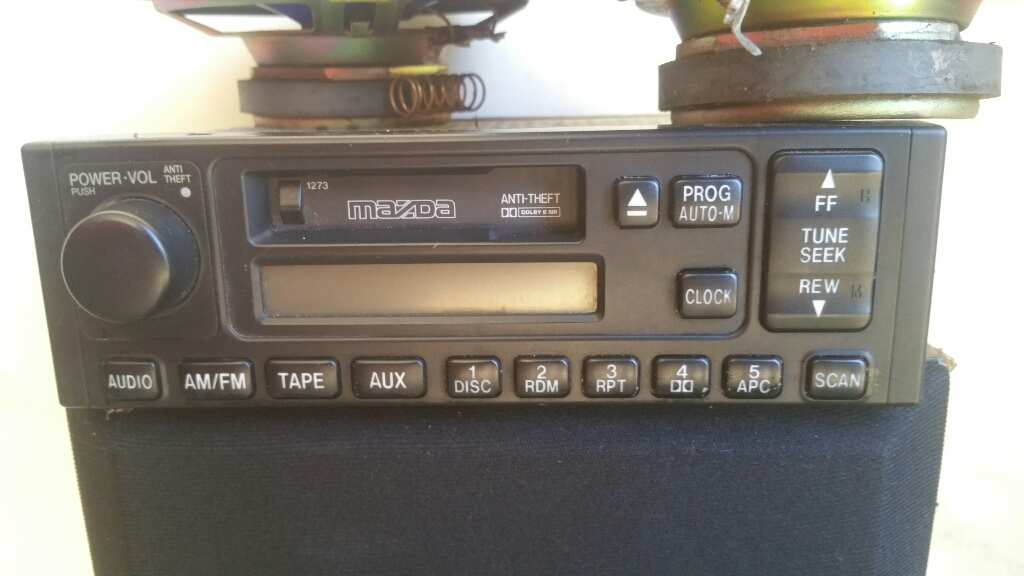 POWER·VOL
PUSH
ANTI
THEFT
1273
mazda
ANTI-THEFT
DOLBY B NR
PROG
AUTO-M
CLOCK
FF
H
TUNE
SEEK
REW
M
AUDIO
AM/FM
TAPE
AUX
1
DISC
2
RDM
3
RPT
4
5
APC
SCAN